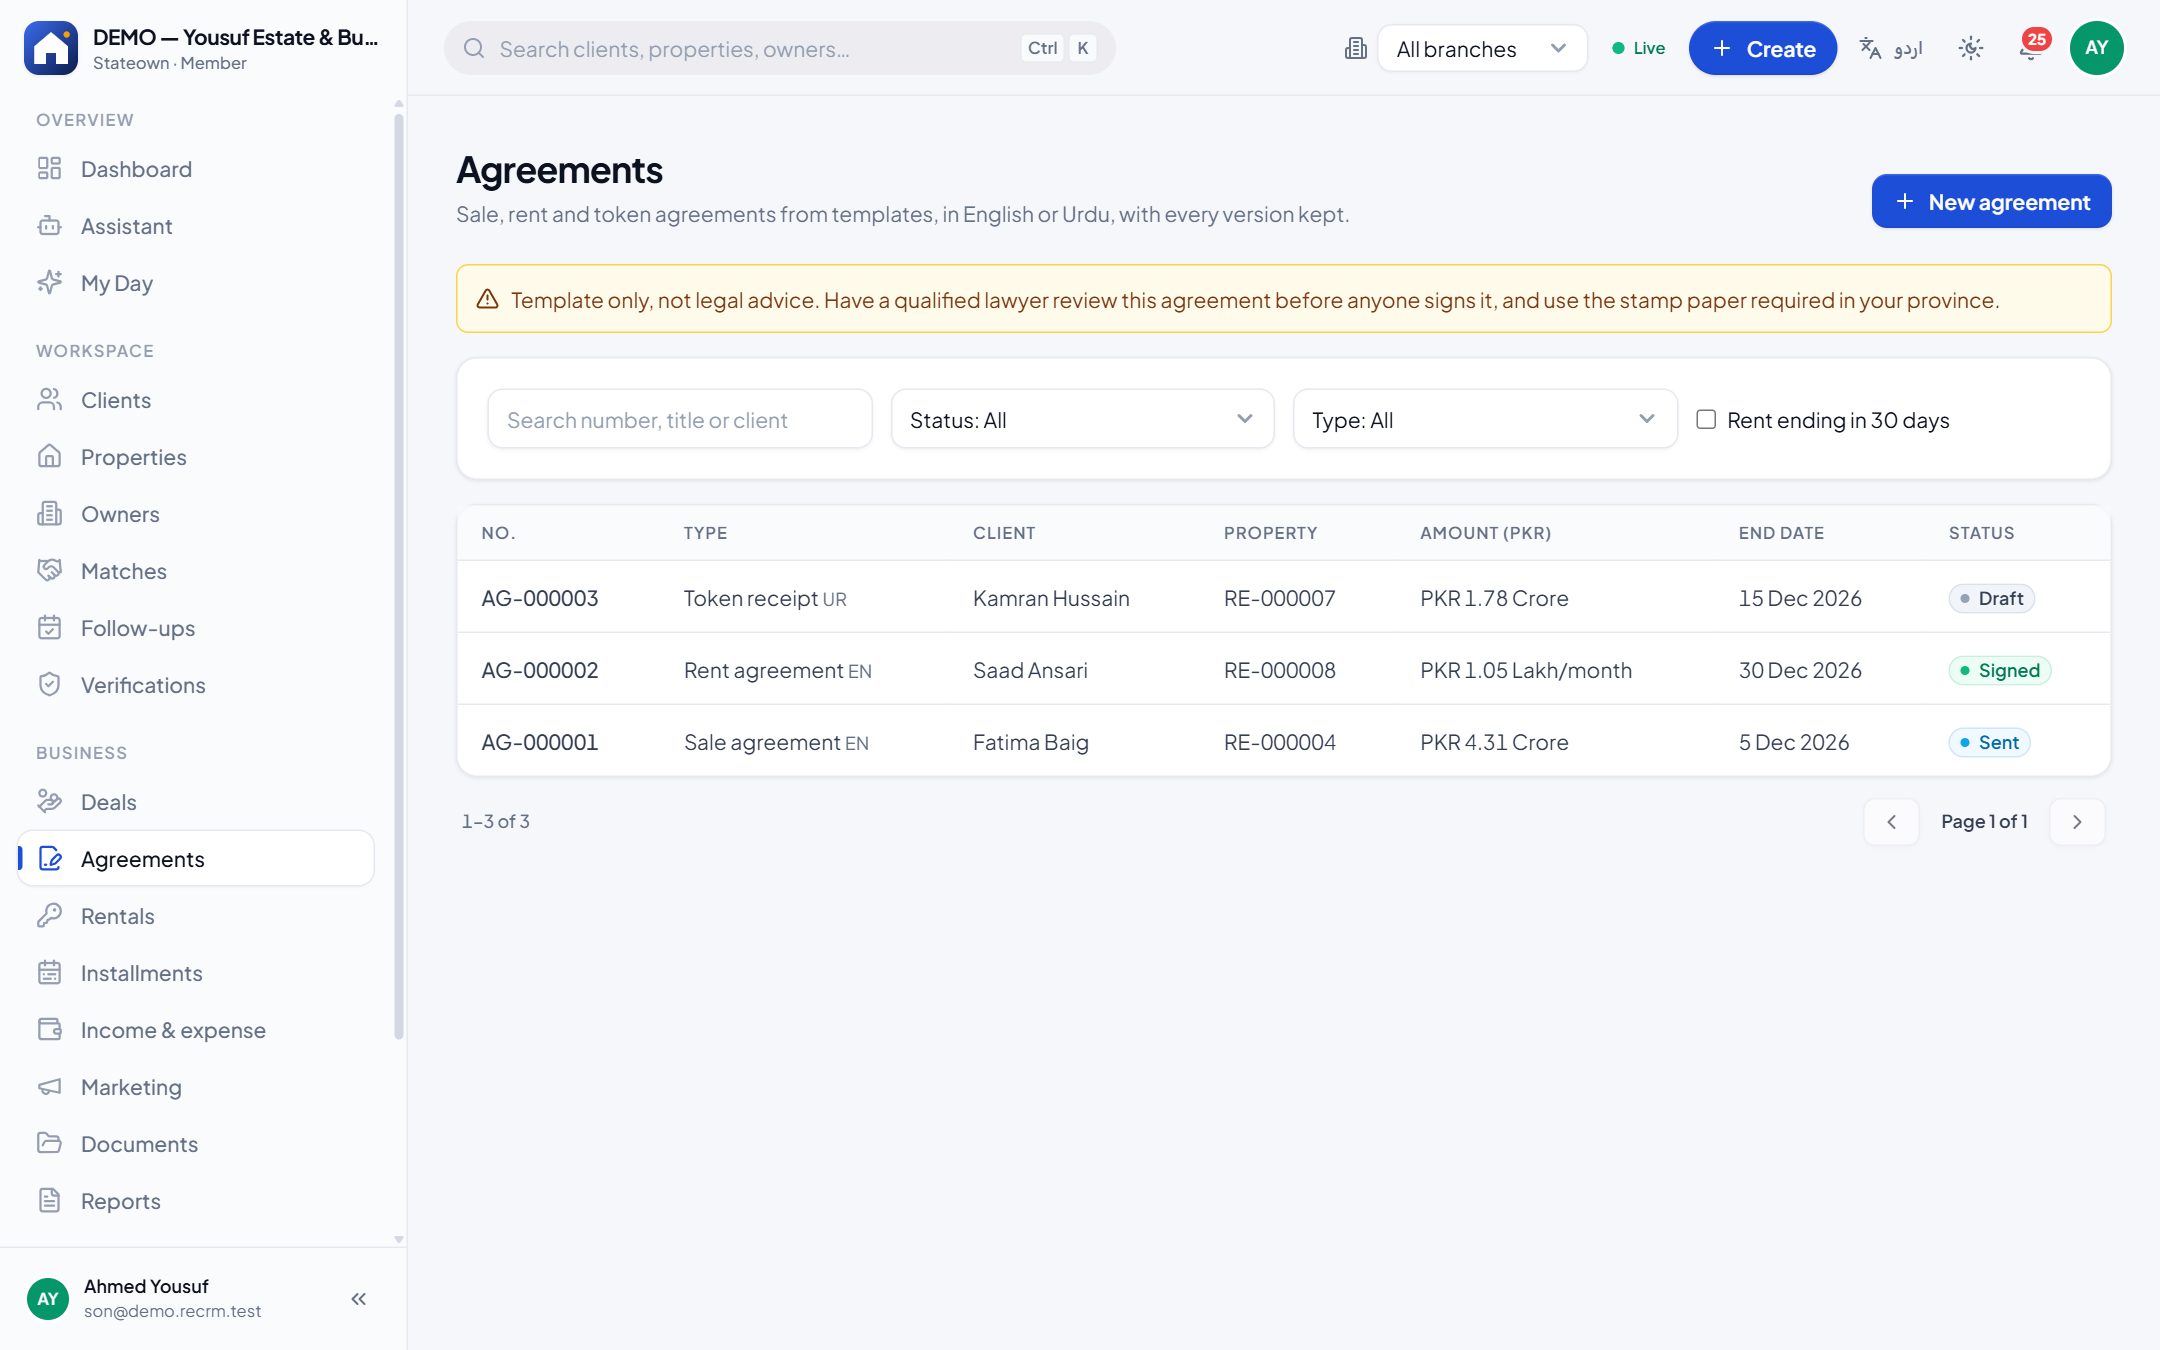 DEMO — Yousuf Estate & Bu...
Stateown · Member
Search clients, properties, owners...
Ctrl K
All branches
Live
+ Create
اردو
25
AY
OVERVIEW
Dashboard
Assistant
My Day
WORKSPACE
Clients
Properties
Owners
Matches
Follow-ups
Verifications
BUSINESS
Deals
Agreements
Rentals
Installments
Income & expense
Marketing
Documents
Reports
AY
Ahmed Yousuf
son@demo.recrm.test
Agreements
Sale, rent and token agreements from templates, in English or Urdu, with every version kept.
+ New agreement
Template only, not legal advice. Have a qualified lawyer review this agreement before anyone signs it, and use the stamp paper required in your province.
Search number, title or client
Status: All
Type: All
Rent ending in 30 days
NO. TYPE CLIENT PROPERTY AMOUNT (PKR) END DATE STATUS
AG-000003 Token receipt UR Kamran Hussain RE-000007 PKR 1.78 Crore 15 Dec 2026 Draft
AG-000002 Rent agreement EN Saad Ansari RE-000008 PKR 1.05 Lakh/month 30 Dec 2026 Signed
AG-000001 Sale agreement EN Fatima Baig RE-000004 PKR 4.31 Crore 5 Dec 2026 Sent
1–3 of 3
Page 1 of 1